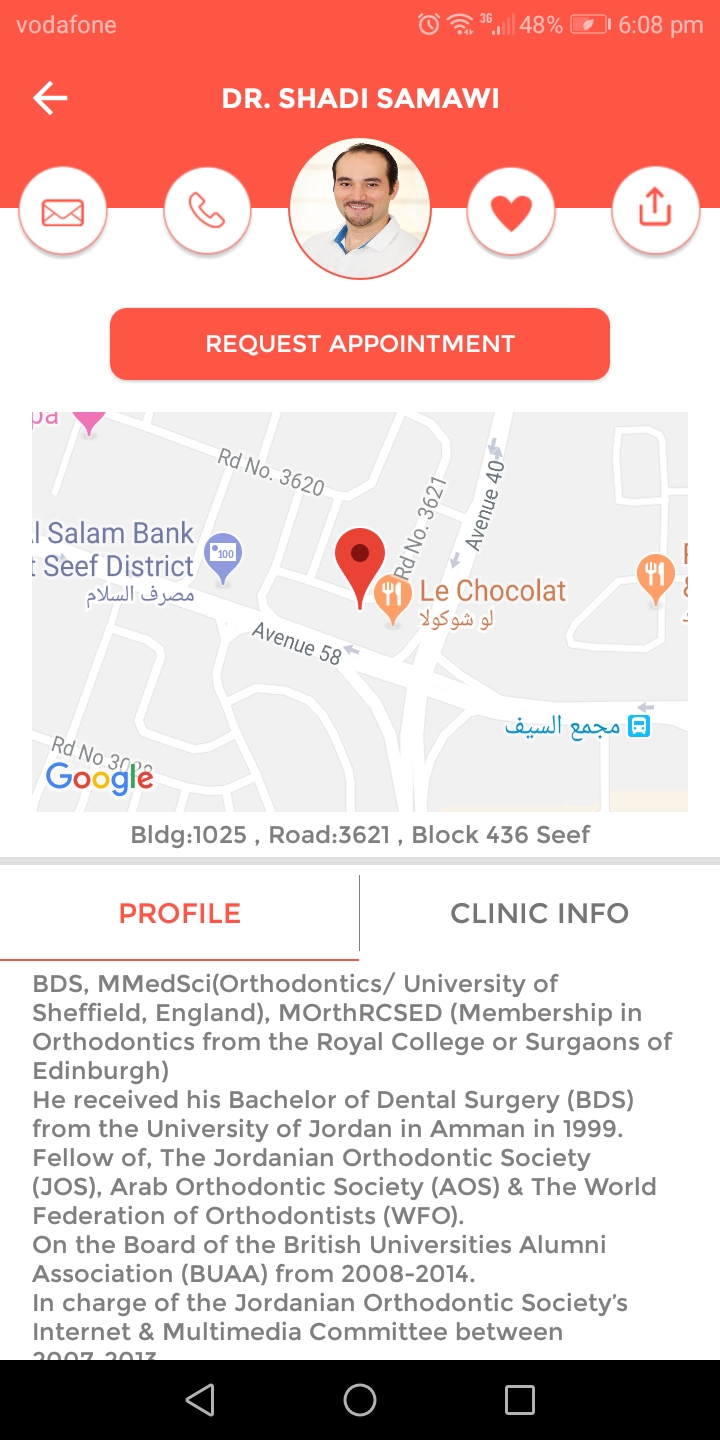 vodafone
3G 48% 6:08 pm
DR. SHADI SAMAWI
REQUEST APPOINTMENT
pa
Rd No. 3620
Rd No. 3621
Avenue 40
l Salam Bank
t Seef District
مصرف السلام
100
Le Chocolat
لو شوكولا
Avenue 58
مجمع السيف
Rd No
Google
Bldg:1025 , Road:3621 , Block 436 Seef
PROFILE
CLINIC INFO
BDS, MMedSci(Orthodontics/ University of
Sheffield, England), MOrthRCSED (Membership in
Orthodontics from the Royal College or Surgaons of
Edinburgh)
He received his Bachelor of Dental Surgery (BDS)
from the University of Jordan in Amman in 1999.
Fellow of, The Jordanian Orthodontic Society
(JOS), Arab Orthodontic Society (AOS) & The World
Federation of Orthodontists (WFO).
On the Board of the British Universities Alumni
Association (BUAA) from 2008-2014.
In charge of the Jordanian Orthodontic Society’s
Internet & Multimedia Committee between
2007-2013